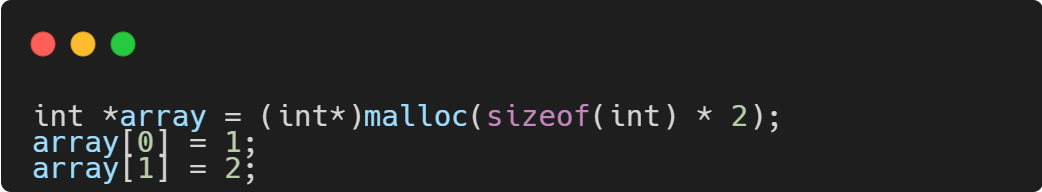 int *array = (int*)malloc(sizeof(int) * 2);
array[0] = 1;
array[1] = 2;